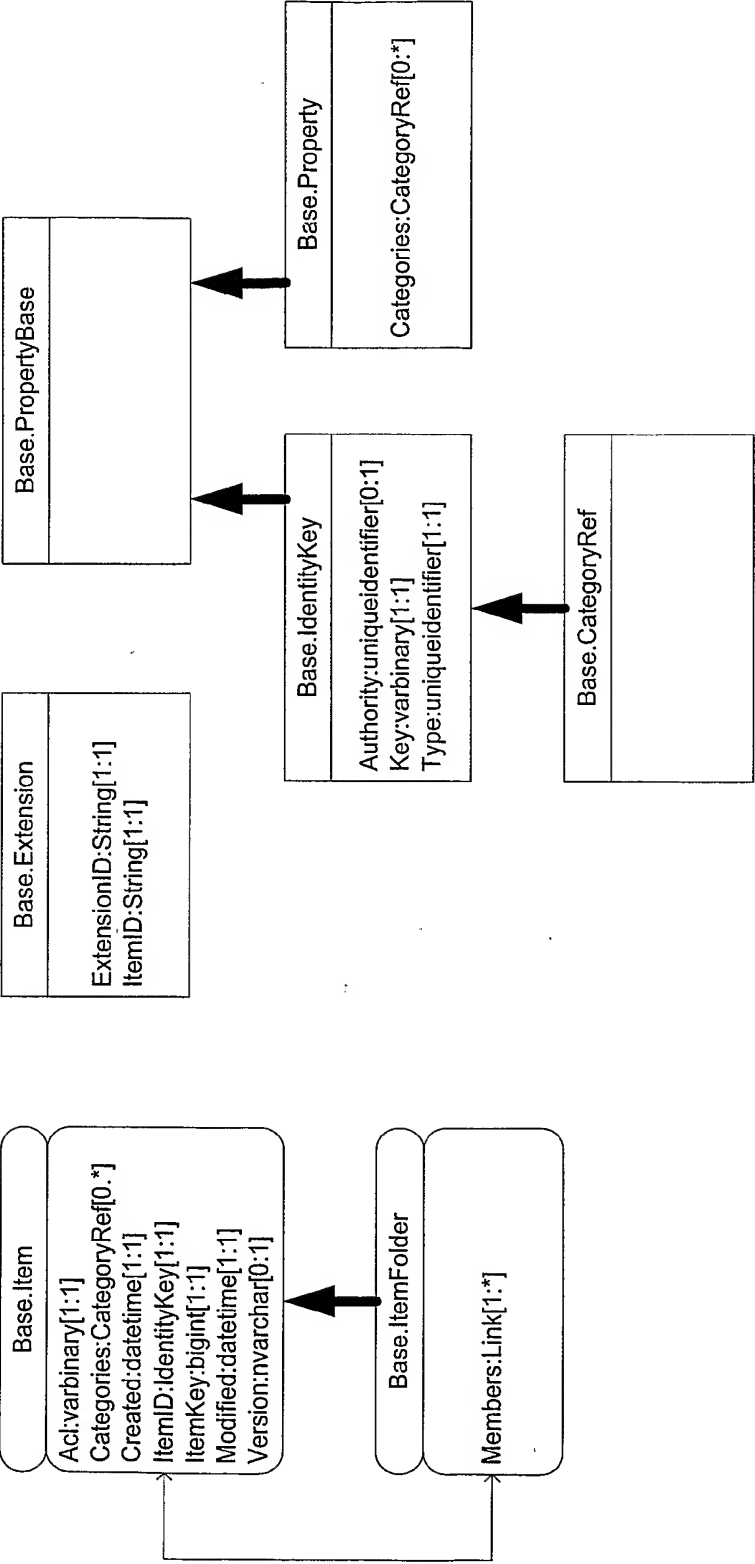 Base.Item
Acl:varbinary[1:1]
Categories:CategoryRef[0.*]
Created:datetime[1:1]
ItemID:IdentityKey[1:1]
ItemKey:bigint[1:1]
Modified:datetime[1:1]
Version:nvarchar[0:1]
Base.ItemFolder
Members:Link[1:*]
Base.Extension
ExtensionID:String[1:1]
ItemID:String[1:1]
Base.PropertyBase
Base.IdentityKey
Authority:uniqueidentifier[0:1]
Key:varbinary[1:1]
Type:uniqueidentifier[1:1]
Base.Property
Categories:CategoryRef[0:*]
Base.CategoryRef